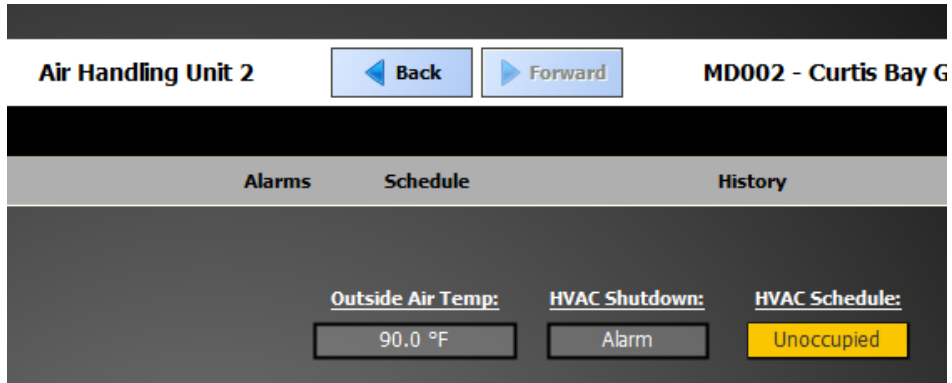 Air Handling Unit 2 Back Forward MD002 - Curtis Bay G
Alarms Schedule History
Outside Air Temp: HVAC Shutdown: HVAC Schedule:
90.0 °F Alarm Unoccupied